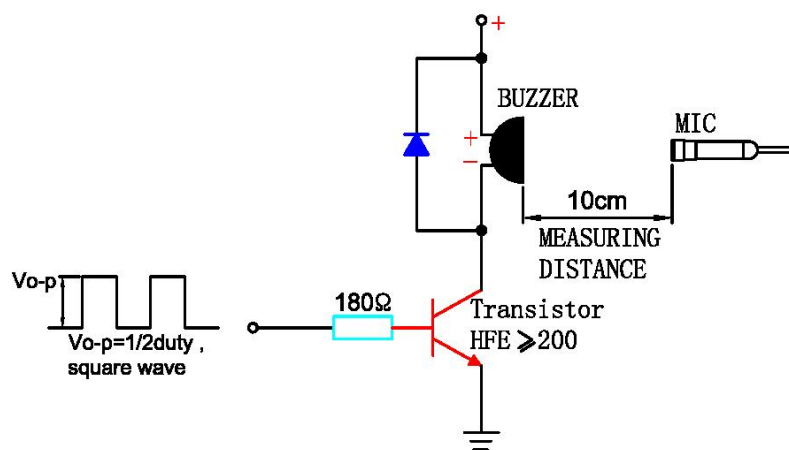 +
BUZZER
+
−
MIC
10cm
MEASURING
DISTANCE
Vo-p
180Ω
Transistor
HFE ⩾200
Vo-p=1/2duty ,
square wave